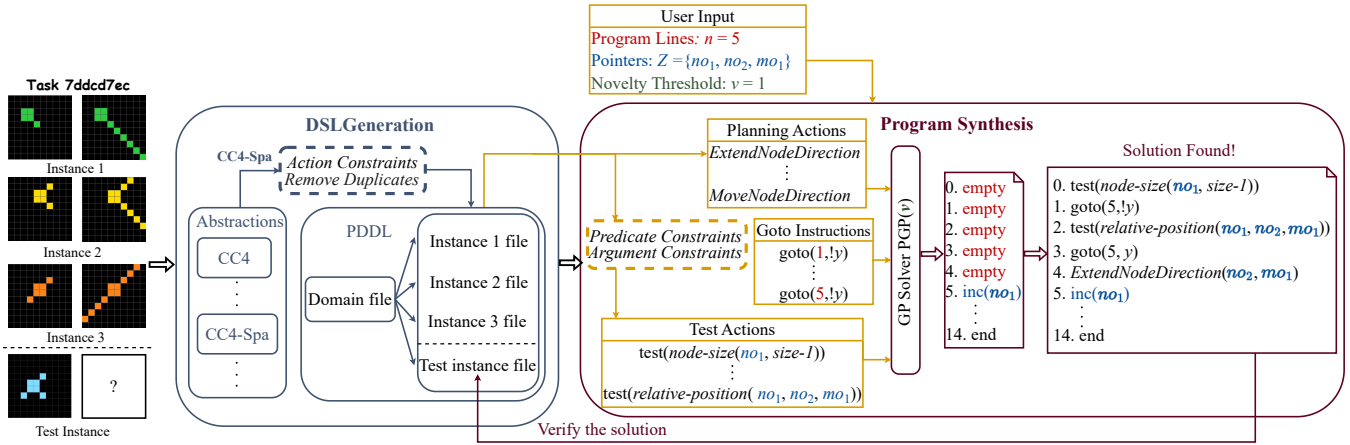 User Input
Program Lines: n = 5
Pointers: Z = {no1, no2, mo1}
Novelty Threshold: v = 1
Task 7ddcd7ec
Instance 1
Instance 2
Instance 3
?
Test Instance
DSLGeneration
CC4-Spa
Action Constraints
Remove Duplicates
Abstractions
CC4
⋮
CC4-Spa
⋮
PDDL
Domain file
Instance 1 file
Instance 2 file
Instance 3 file
Test instance file
Program Synthesis
Planning Actions
ExtendNodeDirection
⋮
MoveNodeDirection
Predicate Constraints
Argument Constraints
Goto Instructions
goto(1,!y)
⋮
goto(5,!y)
Test Actions
test(node-size(no1, size-1))
⋮
test(relative-position( no1, no2, mo1))
GP Solver PGP(v)
0. empty
1. empty
2. empty
3. empty
4. empty
5. inc(no1)
⋮
14. end
Solution Found!
0. test(node-size(no1, size-1))
1. goto(5,!y)
2. test(relative-position(no1, no2,mo1))
3. goto(5, y)
4. ExtendNodeDirection(no2, mo1)
5. inc(no1)
⋮
14. end
Verify the solution